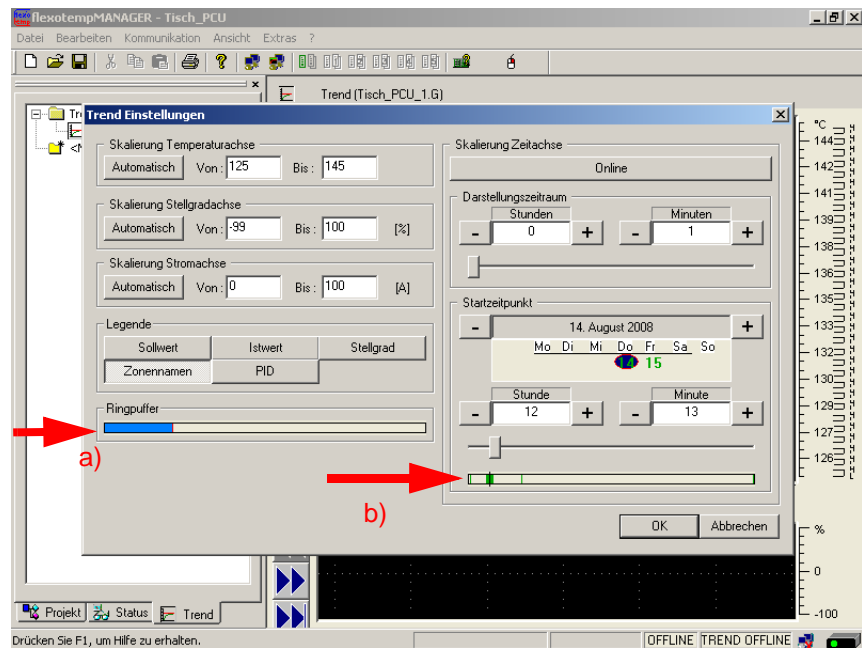 flexotempMANAGER - Tisch_PCU
Datei Bearbeiten Kommunikation Ansicht Extras ?
Trend (Tisch_PCU_1.G)
Trend Einstellungen
Skalierung Temperaturachse
Automatisch Von : 125 Bis : 145
Skalierung Stellgradachse
Automatisch Von : -99 Bis : 100 [%]
Skalierung Stromachse
Automatisch Von : 0 Bis : 100 [A]
Legende
Sollwert Istwert Stellgrad
Zonennamen PID
Ringpuffer
a)
b)
Skalierung Zeitachse
Online
Darstellungszeitraum
Stunden Minuten
- 0 + - 1 +
Startzeitpunkt
- 14. August 2008 +
Mo Di Mi Do Fr Sa So
14 15
Stunde Minute
- 12 + - 13 +
OK Abbrechen
°C
144
142
141
139
138
136
135
133
132
130
129
127
126
%
0
-100
Projekt Status Trend
Drücken Sie F1, um Hilfe zu erhalten.
OFFLINE TREND OFFLINE